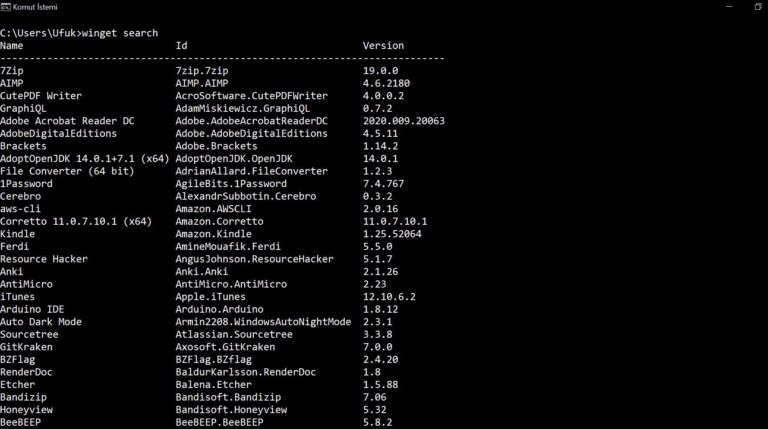 Komut İstemi
C:\Users\Ufuk>winget search
Name Id Version
--------------------------------------------------------------------------
7Zip 7zip.7zip 19.0.0
AIMP AIMP.AIMP 4.6.2180
CutePDF Writer AcroSoftware.CutePDFWriter 4.0.0.2
GraphiQL AdamMiskiewicz.GraphiQL 0.7.2
Adobe Acrobat Reader DC Adobe.AdobeAcrobatReaderDC 2020.009.20063
AdobeDigitalEditions Adobe.AdobeDigitalEditions 4.5.11
Brackets Adobe.Brackets 1.14.2
AdoptOpenJDK 14.0.1+7.1 (x64) AdoptOpenJDK.OpenJDK 14.0.1
File Converter (64 bit) AdrianAllard.FileConverter 1.2.3
1Password AgileBits.1Password 7.4.767
Cerebro AlexandrSubbotin.Cerebro 0.3.2
aws-cli Amazon.AWSCLI 2.0.16
Corretto 11.0.7.10.1 (x64) Amazon.Corretto 11.0.7.10.1
Kindle Amazon.Kindle 1.25.52064
Ferdi AmineMouafik.Ferdi 5.5.0
Resource Hacker AngusJohnson.ResourceHacker 5.1.7
Anki Anki.Anki 2.1.26
AntiMicro AntiMicro.AntiMicro 2.23
iTunes Apple.iTunes 12.10.6.2
Arduino IDE Arduino.Arduino 1.8.12
Auto Dark Mode Armin2208.WindowsAutoNightMode 2.3.1
Sourcetree Atlassian.Sourcetree 3.3.8
GitKraken Axosoft.GitKraken 7.0.0
BZFlag BZFlag.BZflag 2.4.20
RenderDoc BaldurKarlsson.RenderDoc 1.8
Etcher Balena.Etcher 1.5.88
Bandizip Bandisoft.Bandizip 7.06
Honeyview Bandisoft.Honeyview 5.32
BeeBEEP BeeBEEP.BeeBEEP 5.8.2